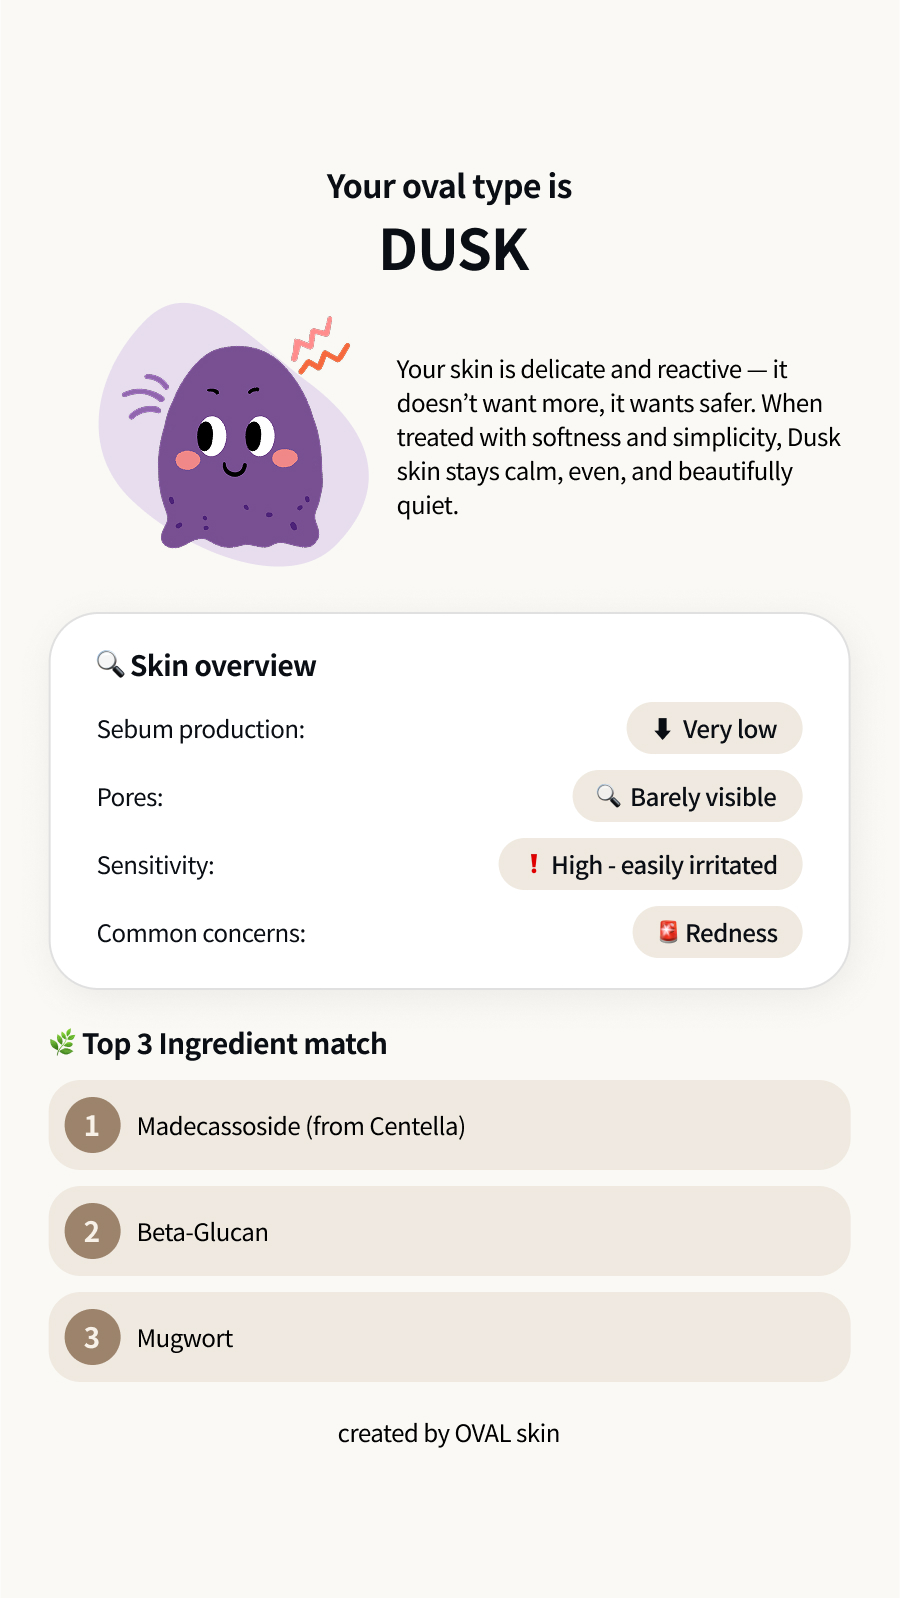 Your oval type is
DUSK
Your skin is delicate and reactive — it
doesn’t want more, it wants safer. When
treated with softness and simplicity, Dusk
skin stays calm, even, and beautifully
quiet.
🔍 Skin overview
Sebum production: ⬇ Very low
Pores: 🔍 Barely visible
Sensitivity: ❗ High - easily irritated
Common concerns: 🚨 Redness
🌿 Top 3 Ingredient match
1 Madecassoside (from Centella)
2 Beta-Glucan
3 Mugwort
created by OVAL skin